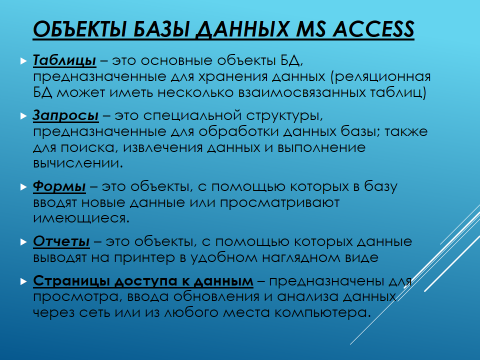 ОБЪЕКТЫ БАЗЫ ДАННЫХ MS ACCESS
Таблицы – это основные объекты БД,
предназначенные для хранения данных (реляционная
БД может иметь несколько взаимосвязанных таблиц)
Запросы – это специальной структуры,
предназначенные для обработки данных базы; также
для поиска, извлечения данных и выполнение
вычислении.
Формы – это объекты, с помощью которых в базу
вводят новые данные или просматривают
имеющиеся.
Отчеты – это объекты, с помощью которых данные
выводят на принтер в удобном наглядном виде
Страницы доступа к данным – предназначены для
просмотра, ввода обновления и анализа данных
через сеть или из любого места компьютера.